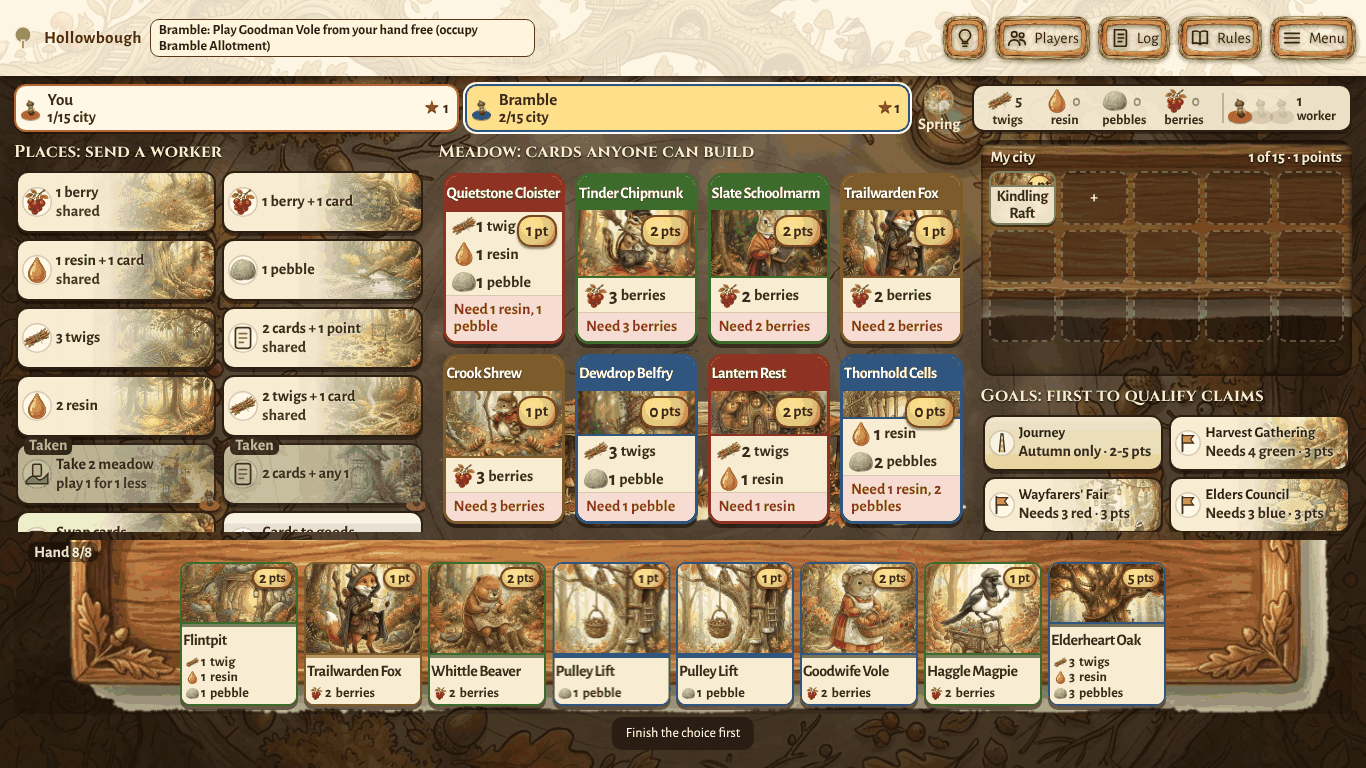 Hollowbough
Bramble: Play Goodman Vole from your hand free (occupy
Bramble Allotment)
Players
Log
Rules
Menu
You
1/15 city
1
Bramble
2/15 city
1
Spring
5
twigs
0
resin
0
pebbles
0
berries
1
worker
Places: send a worker
1 berry
shared
1 berry + 1 card
1 resin + 1 card
shared
1 pebble
3 twigs
2 cards + 1 point
shared
2 resin
2 twigs + 1 card
shared
Taken
Take 2 meadow
play 1 for 1 less
Taken
2 cards + any 1
Swap cards
Cards to goods
Meadow: cards anyone can build
Quietstone Cloister
1 pt
1 twig
1 resin
1 pebble
Need 1 resin, 1
pebble
Tinder Chipmunk
2 pts
3 berries
Need 3 berries
Slate Schoolmarm
2 pts
2 berries
Need 2 berries
Trailwarden Fox
1 pt
2 berries
Need 2 berries
Crook Shrew
1 pt
3 berries
Need 3 berries
Dewdrop Belfry
0 pts
3 twigs
1 pebble
Need 1 pebble
Lantern Rest
2 pts
2 twigs
1 resin
Need 1 resin
Thornhold Cells
0 pts
1 resin
2 pebbles
Need 1 resin, 2
pebbles
My city
1 of 15 · 1 points
Kindling
Raft
+
Goals: first to qualify claims
Journey
Autumn only · 2-5 pts
Harvest Gathering
Needs 4 green · 3 pts
Wayfarers' Fair
Needs 3 red · 3 pts
Elders Council
Needs 3 blue · 3 pts
Hand 8/8
2 pts
Flintpit
1 twig
1 resin
1 pebble
1 pt
Trailwarden Fox
2 berries
2 pts
Whittle Beaver
2 berries
1 pt
Pulley Lift
1 pebble
1 pt
Pulley Lift
1 pebble
2 pts
Goodwife Vole
2 berries
1 pt
Haggle Magpie
2 berries
5 pts
Elderheart Oak
3 twigs
3 resin
3 pebbles
Finish the choice first